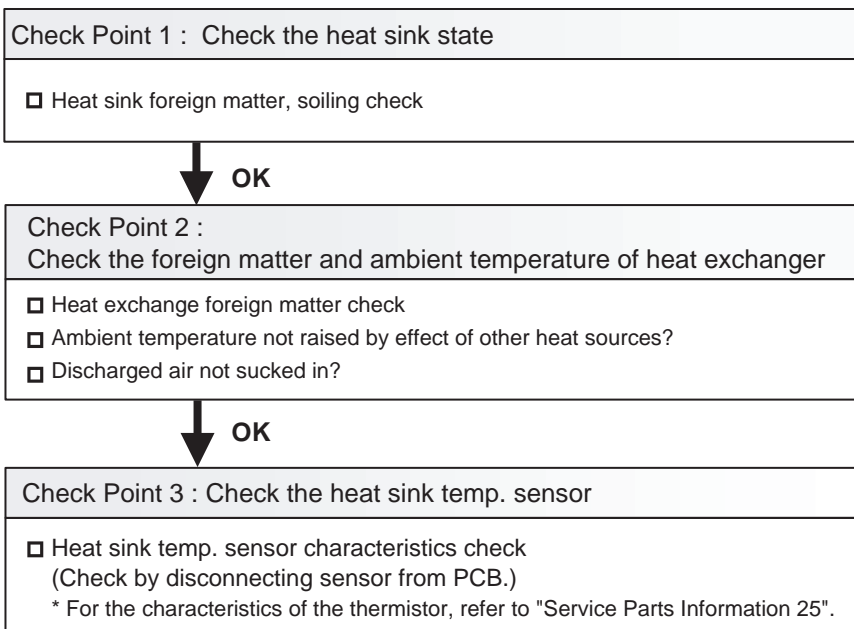 Check Point 1 : Check the heat sink state
☐ Heat sink foreign matter, soiling check
OK
Check Point 2 :
Check the foreign matter and ambient temperature of heat exchanger
☐ Heat exchange foreign matter check
☐ Ambient temperature not raised by effect of other heat sources?
☐ Discharged air not sucked in?
OK
Check Point 3 : Check the heat sink temp. sensor
☐ Heat sink temp. sensor characteristics check
(Check by disconnecting sensor from PCB.)
* For the characteristics of the thermistor, refer to "Service Parts Information 25".